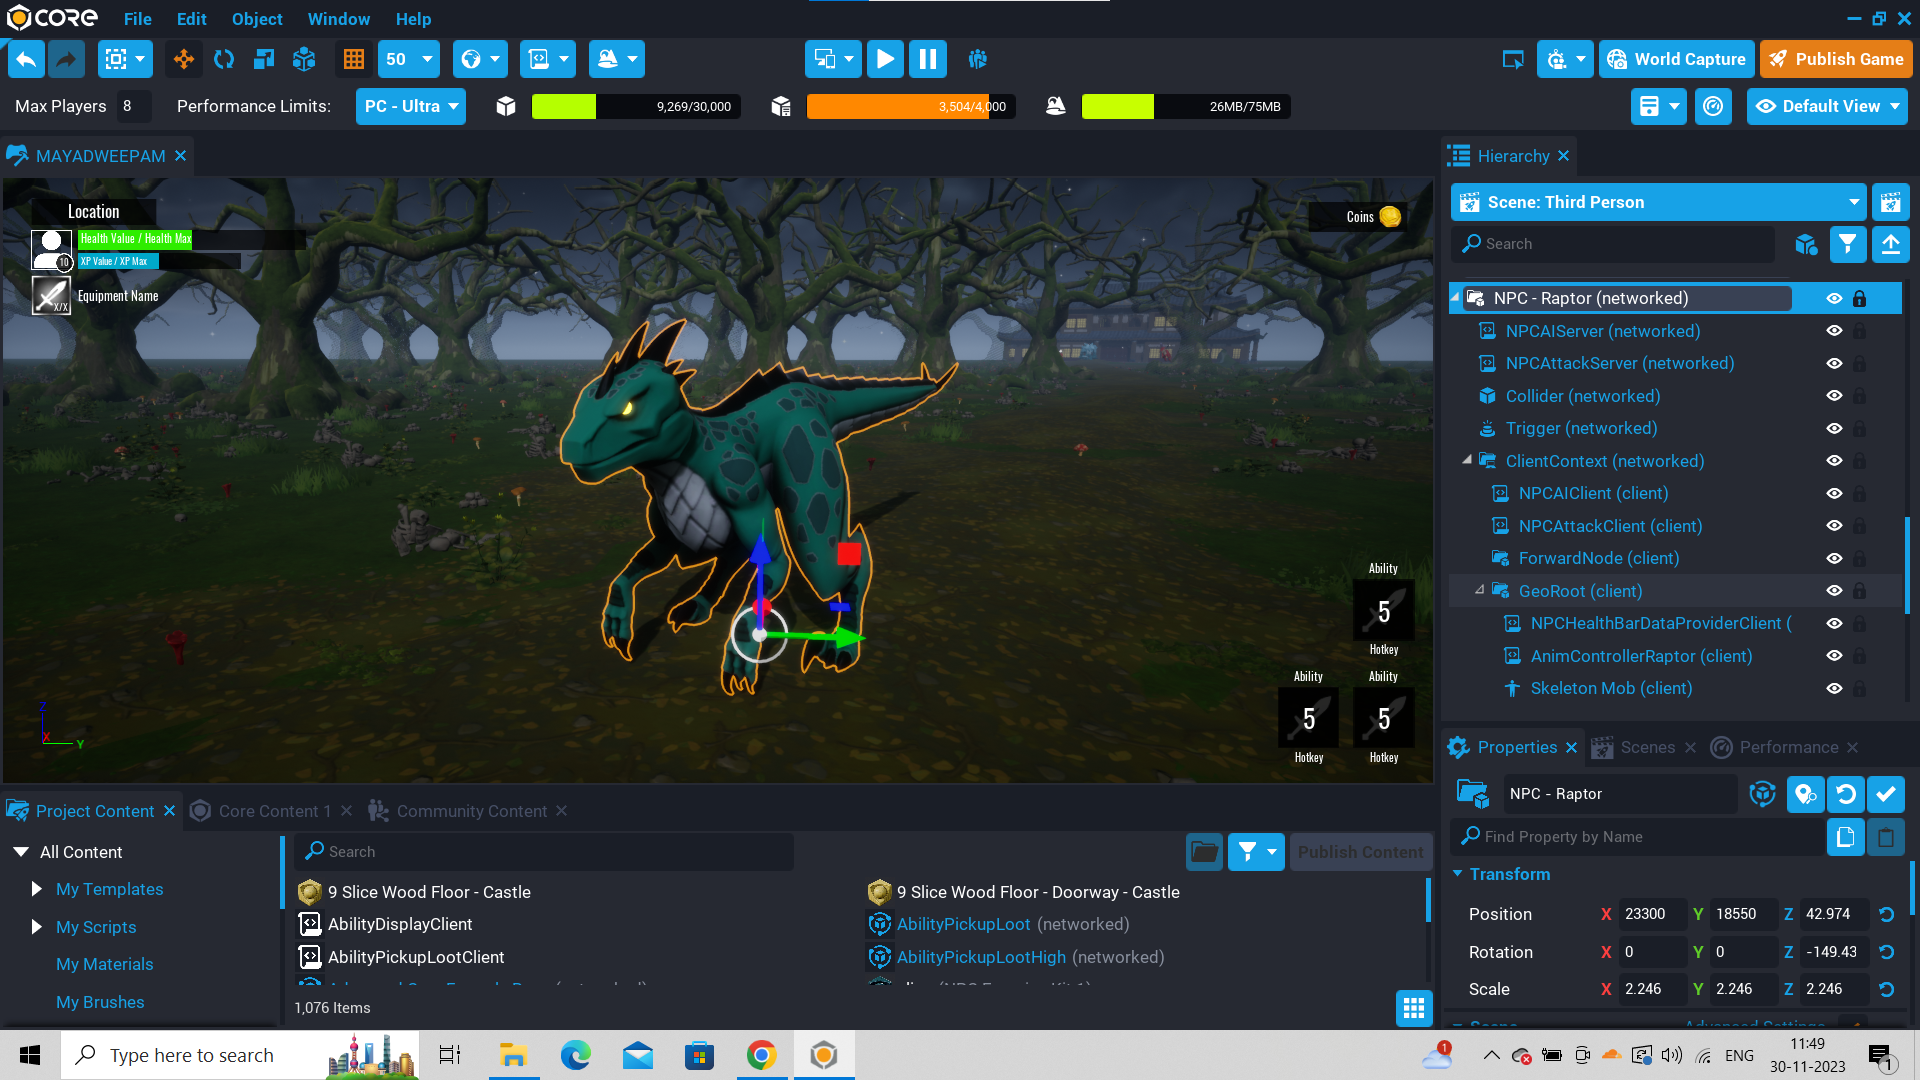 CORE File Edit Object Window Help
50 World Capture Publish Game
Max Players 8 Performance Limits: PC - Ultra 9,269/30,000 3,504/4,000 26MB/75MB Default View
MAYADWEEPAM
Location
Health Value / Health Max
10 XP Value / XP Max
X/X Equipment Name
Coins
Ability
5
Hotkey
Ability Ability
5 5
Hotkey Hotkey
Z
X Y
Hierarchy
Scene: Third Person
Search
NPC - Raptor (networked)
NPCAIServer (networked)
NPCAttackServer (networked)
Collider (networked)
Trigger (networked)
ClientContext (networked)
NPCAIClient (client)
NPCAttackClient (client)
ForwardNode (client)
GeoRoot (client)
NPCHealthBarDataProviderClient (
AnimControllerRaptor (client)
Skeleton Mob (client)
Properties Scenes Performance
NPC - Raptor
Find Property by Name
Transform
Position X 23300 Y 18550 Z 42.974
Rotation X 0 Y 0 Z -149.43
Scale X 2.246 Y 2.246 Z 2.246
Project Content Core Content 1 Community Content
All Content
My Templates
My Scripts
My Materials
My Brushes
Search Publish Content
9 Slice Wood Floor - Castle 9 Slice Wood Floor - Doorway - Castle
AbilityDisplayClient AbilityPickupLoot (networked)
AbilityPickupLootClient AbilityPickupLootHigh (networked)
1,076 Items
Type here to search
1 ENG 11:49
30-11-2023 1